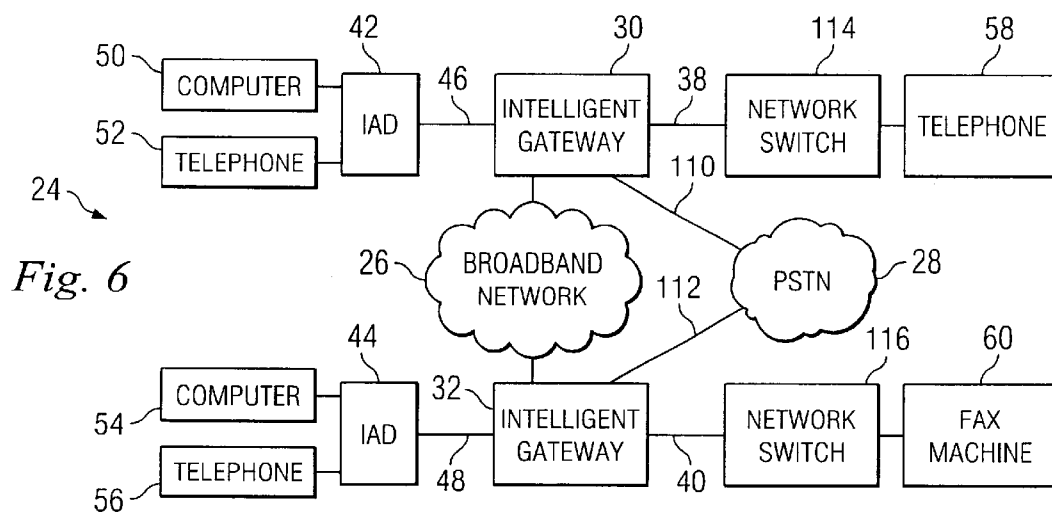 42 30 114 58
50 COMPUTER IAD 46 INTELLIGENT GATEWAY 38 NETWORK SWITCH TELEPHONE
52 TELEPHONE
110
24
Fig. 6
26 BROADBAND NETWORK
PSTN 28
112
44 32 116 60
COMPUTER IAD INTELLIGENT GATEWAY NETWORK SWITCH FAX MACHINE
54
TELEPHONE 48 40
56